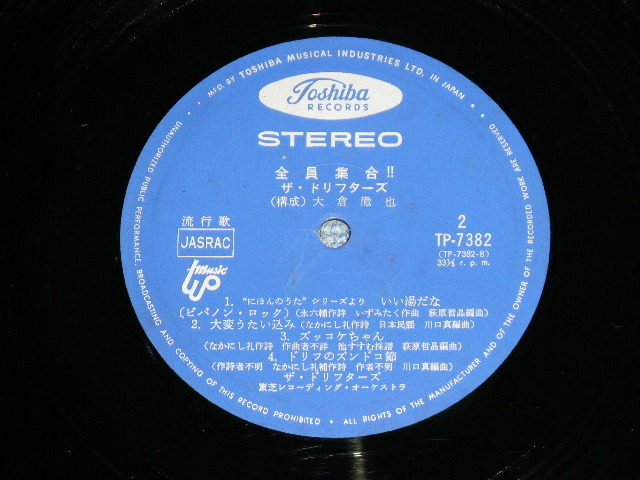 • MFD. BY TOSHIBA MUSICAL INDUSTRIES LTD. IN JAPAN •
Toshiba
RECORDS
STEREO
全員集合!!
ザ・ドリフターズ
(構成) 大倉徹也
流行歌
JASRAC
music
2
TP-7382
(TP-7382-B)
33⅓ r. p. m.
1. "にほんのうた" シリーズより いい湯だな
(ビバノン・ロック) (永六輔作詩 いずみたく作曲 萩原哲晶編曲)
2. 大変うたい込み (なかにし礼作詩 日本民謡 川口真編曲)
3. ズッコケちゃん
(なかにし礼作詩 作曲者不詳 池すすむ採譜 萩原哲晶編曲)
4. ドリフのズンドコ節
(作詩者不明 なかにし礼補作詩 作者不明 川口真編曲)
ザ・ドリフターズ
東芝レコーディング・オーケストラ
UNAUTHORIZED PUBLIC PERFORMANCE, BROADCASTING AND COPYING OF THIS RECORD PROHIBITED • ALL RIGHTS OF THE MANUFACTURER AND OF THE OWNER OF THE RECORDED WORK ARE RESERVED